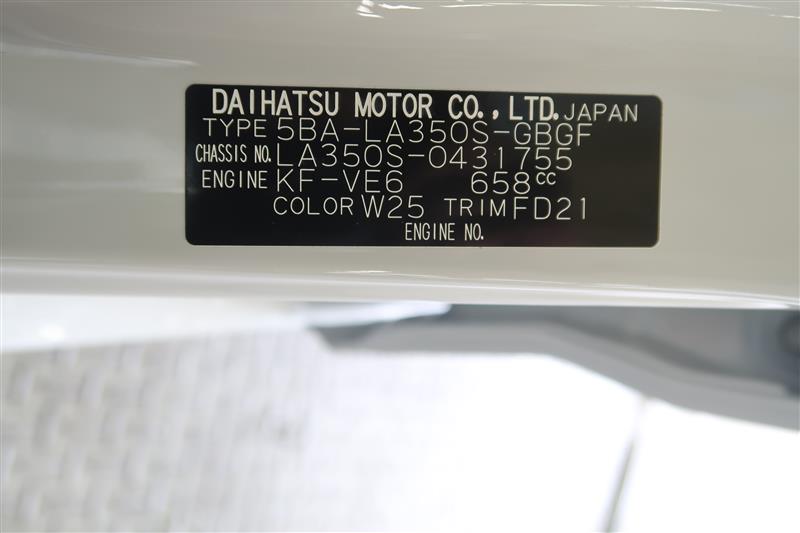 DAIHATSU MOTOR CO., LTD. JAPAN
TYPE 5BA-LA350S-GBGF
CHASSIS NO. LA350S-0431755
ENGINE KF-VE6 658cc
COLOR W25 TRIM FD21
ENGINE NO.